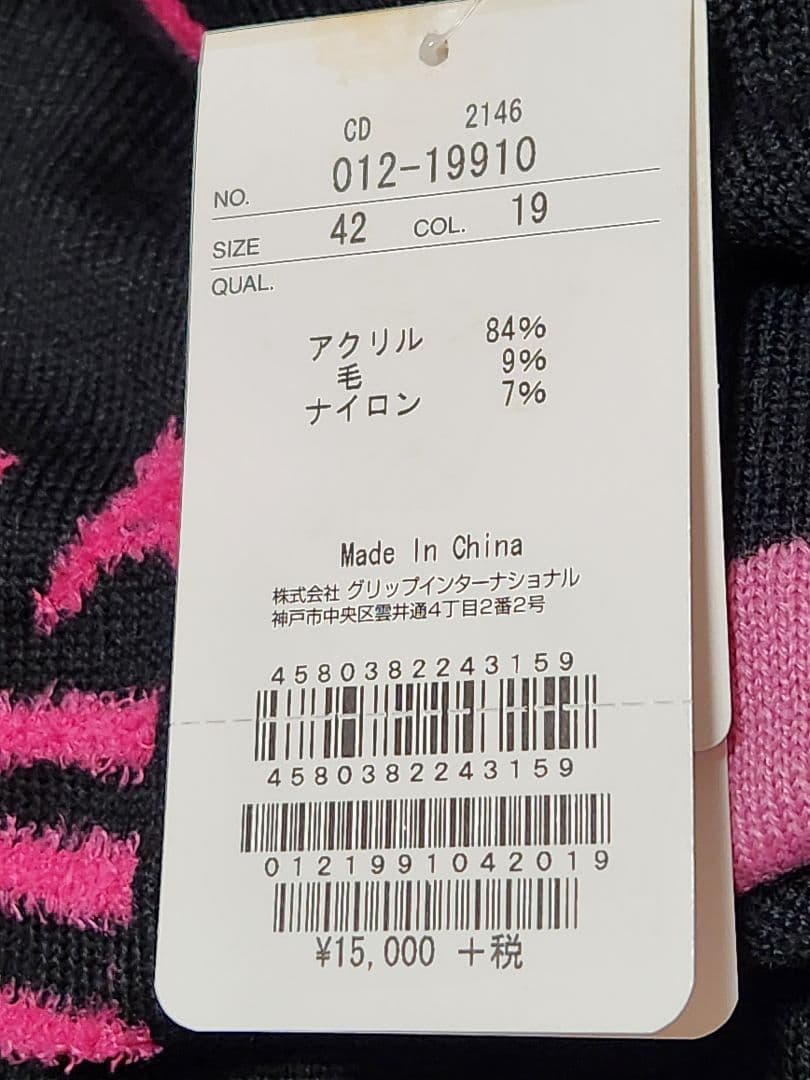 CD 2146
NO. 012-19910
SIZE 42 COL. 19
QUAL.
アクリル 84%
毛 9%
ナイロン 7%
Made In China
株式会社 グリップインターナショナル
神戸市中央区雲井通4丁目2番2号
4580382243159
4580382243159
0121991042019
¥15,000 +税